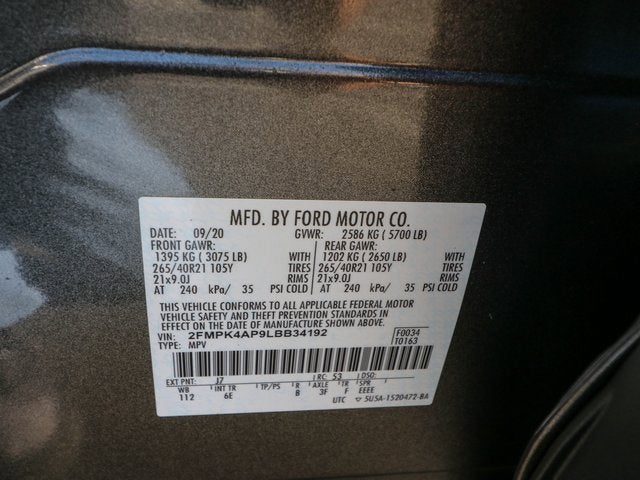 MFD. BY FORD MOTOR CO.
DATE: 09/20 GVWR: 2586 KG ( 5700 LB)
FRONT GAWR: REAR GAWR:
1395 KG ( 3075 LB) WITH 1202 KG ( 2650 LB) WITH
265/40R21 105Y TIRES 265/40R21 105Y TIRES
21x9.0J RIMS 21x9.0J RIMS
AT 240 kPa/ 35 PSI COLD AT 240 kPa/ 35 PSI COLD
THIS VEHICLE CONFORMS TO ALL APPLICABLE FEDERAL MOTOR
VEHICLE SAFETY AND THEFT PREVENTION STANDARDS IN
EFFECT ON THE DATE OF MANUFACTURE SHOWN ABOVE.
VIN: 2FMPK4AP9LBB34192 F0034
TYPE: MPV T0163
EXT PNT: J7 RC: 53 DSO:
WB INT TR TP/PS R AXLE TR SPR
112 6E B 3F F EEEE
UTC 5U5A-1520472-BA